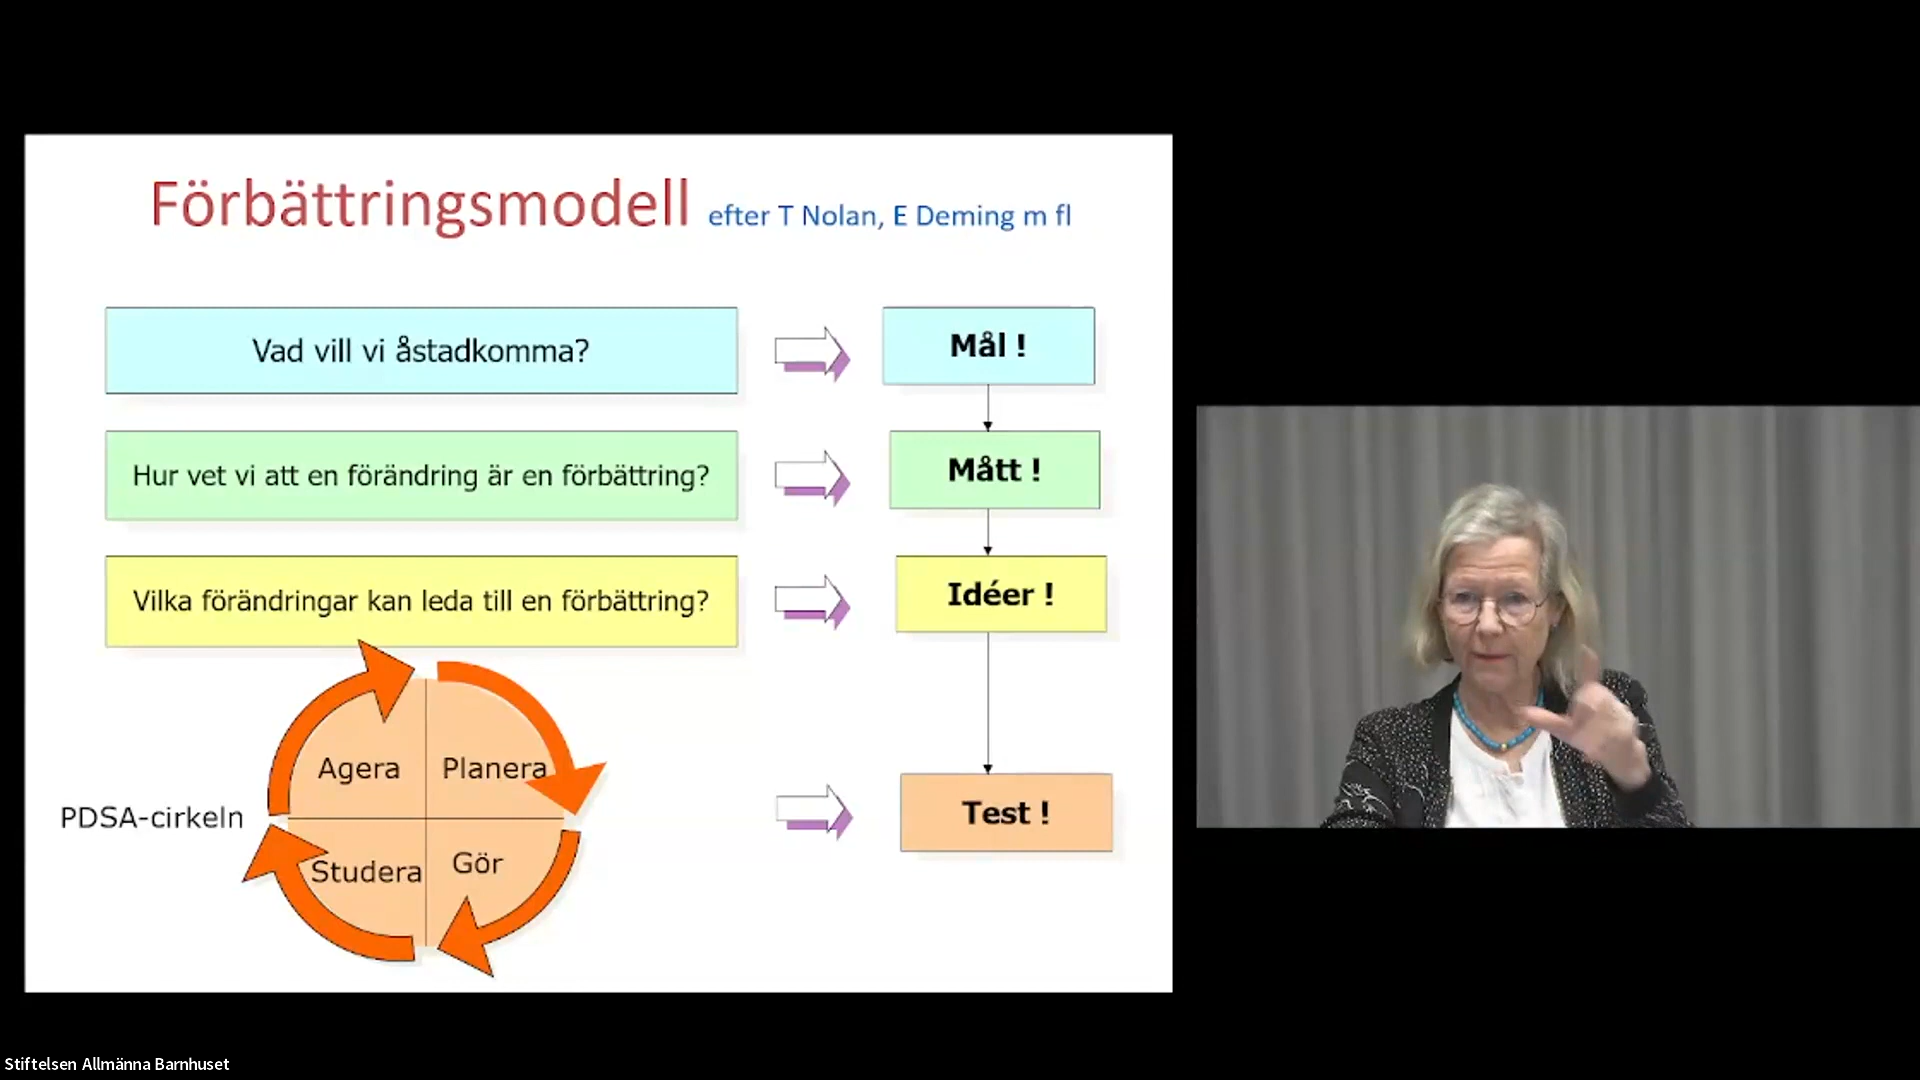 Förbättringsmodell efter T Nolan, E Deming m fl
Vad vill vi åstadkomma?
Mål !
Hur vet vi att en förändring är en förbättring?
Mått !
Vilka förändringar kan leda till en förbättring?
Idéer !
Agera
Planera
PDSA-cirkeln
Test !
Studera
Gör
Stiftelsen Allmänna Barnhuset